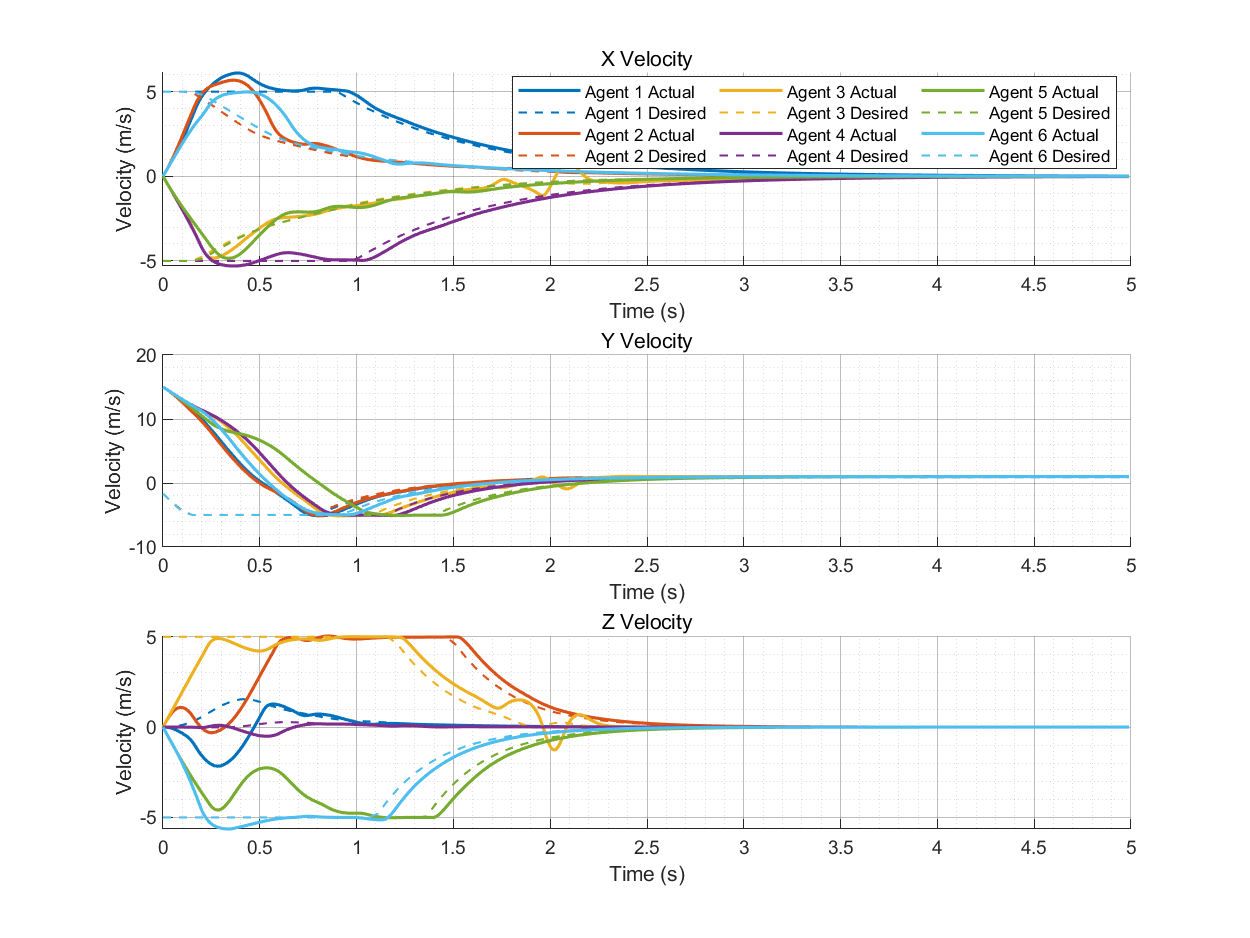 X Velocity
Velocity (m/s)
5
0
-5
Agent 1 Actual
Agent 1 Desired
Agent 2 Actual
Agent 2 Desired
Agent 3 Actual
Agent 3 Desired
Agent 4 Actual
Agent 4 Desired
Agent 5 Actual
Agent 5 Desired
Agent 6 Actual
Agent 6 Desired
0 0.5 1 1.5 2 2.5 3 3.5 4 4.5 5
Time (s)
Y Velocity
Velocity (m/s)
20
10
0
-10
0 0.5 1 1.5 2 2.5 3 3.5 4 4.5 5
Time (s)
Z Velocity
Velocity (m/s)
5
0
-5
0 0.5 1 1.5 2 2.5 3 3.5 4 4.5 5
Time (s)